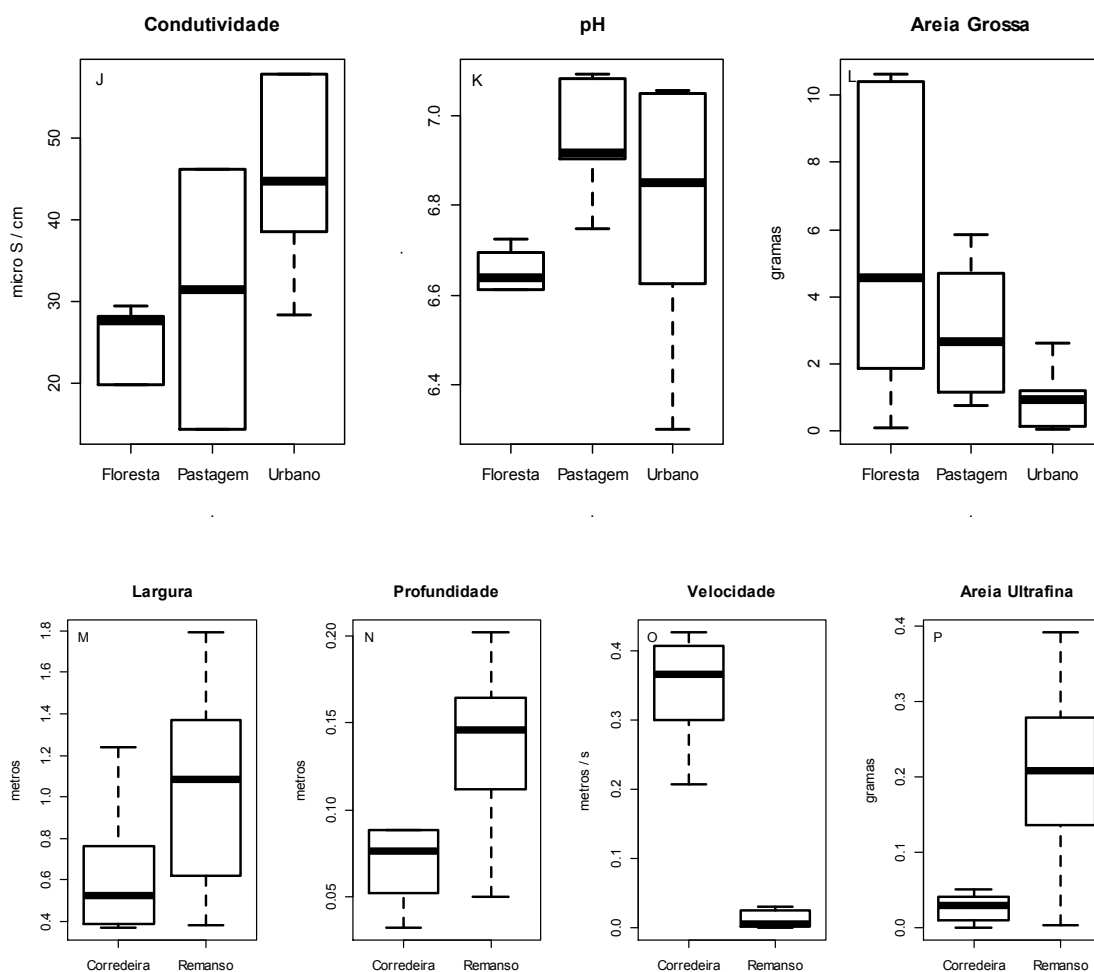 Condutividade
pH
Areia Grossa
J
K
L
micro S / cm
20
30
40
50
6.4
6.6
6.8
7.0
gramas
0
2
4
6
8
10
Floresta Pastagem Urbano
Floresta Pastagem Urbano
Floresta Pastagem Urbano
Largura
Profundidade
Velocidade
Areia Ultrafina
M
N
O
P
metros
0.4
0.6
0.8
1.0
1.2
1.4
1.6
1.8
metros
0.05
0.10
0.15
0.20
metros / s
0.0
0.1
0.2
0.3
0.4
gramas
0.0
0.1
0.2
0.3
0.4
Corredeira Remanso
Corredeira Remanso
Corredeira Remanso
Corredeira Remanso